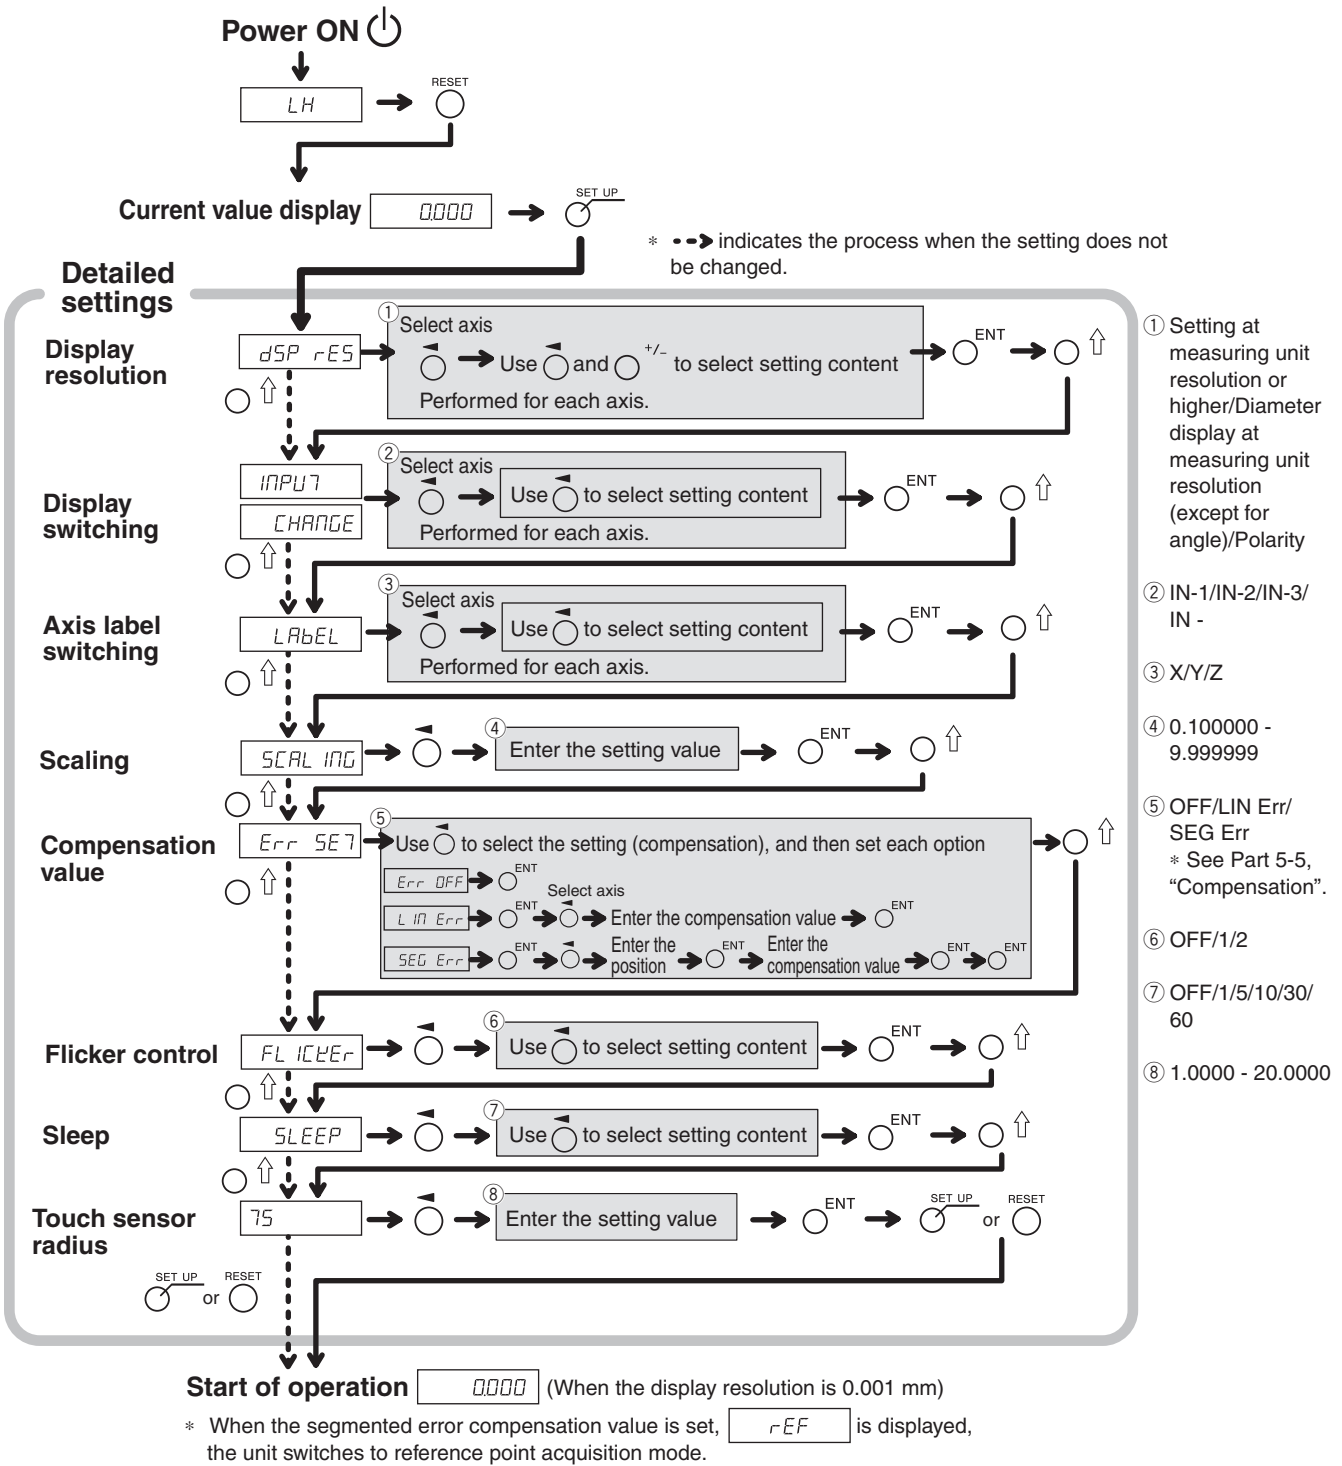 Power ON
LH
RESET
Current value display 0.000
SET UP
* indicates the process when the setting does not
be changed.
Detailed
settings
Display
resolution
dSP rES
①
Select axis
Use and +/- to select setting content
Performed for each axis.
ENT
Display
switching
INPUT
CHANGE
②
Select axis
Use to select setting content
Performed for each axis.
ENT
Axis label
switching
LAbEL
③
Select axis
Use to select setting content
Performed for each axis.
ENT
Scaling
SCALING
④
Enter the setting value
ENT
Compensation
value
Err SET
⑤
Use to select the setting (compensation), and then set each option
Err OFF ENT
Select axis
LIN Err ENT Enter the compensation value ENT
SEG Err ENT Enter the position ENT Enter the compensation value ENT ENT
Flicker control
FLICKEr
⑥
Use to select setting content
ENT
Sleep
SLEEP
⑦
Use to select setting content
ENT
Touch sensor
radius
TS
⑧
Enter the setting value
ENT
SET UP or RESET
SET UP or RESET
① Setting at
measuring unit
resolution or
higher/Diameter
display at
measuring unit
resolution
(except for
angle)/Polarity
② IN-1/IN-2/IN-3/
IN -
③ X/Y/Z
④ 0.100000 -
9.999999
⑤ OFF/LIN Err/
SEG Err
* See Part 5-5,
“Compensation”.
⑥ OFF/1/2
⑦ OFF/1/5/10/30/
60
⑧ 1.0000 - 20.0000
Start of operation 0.000 (When the display resolution is 0.001 mm)
* When the segmented error compensation value is set, rEF is displayed,
the unit switches to reference point acquisition mode.